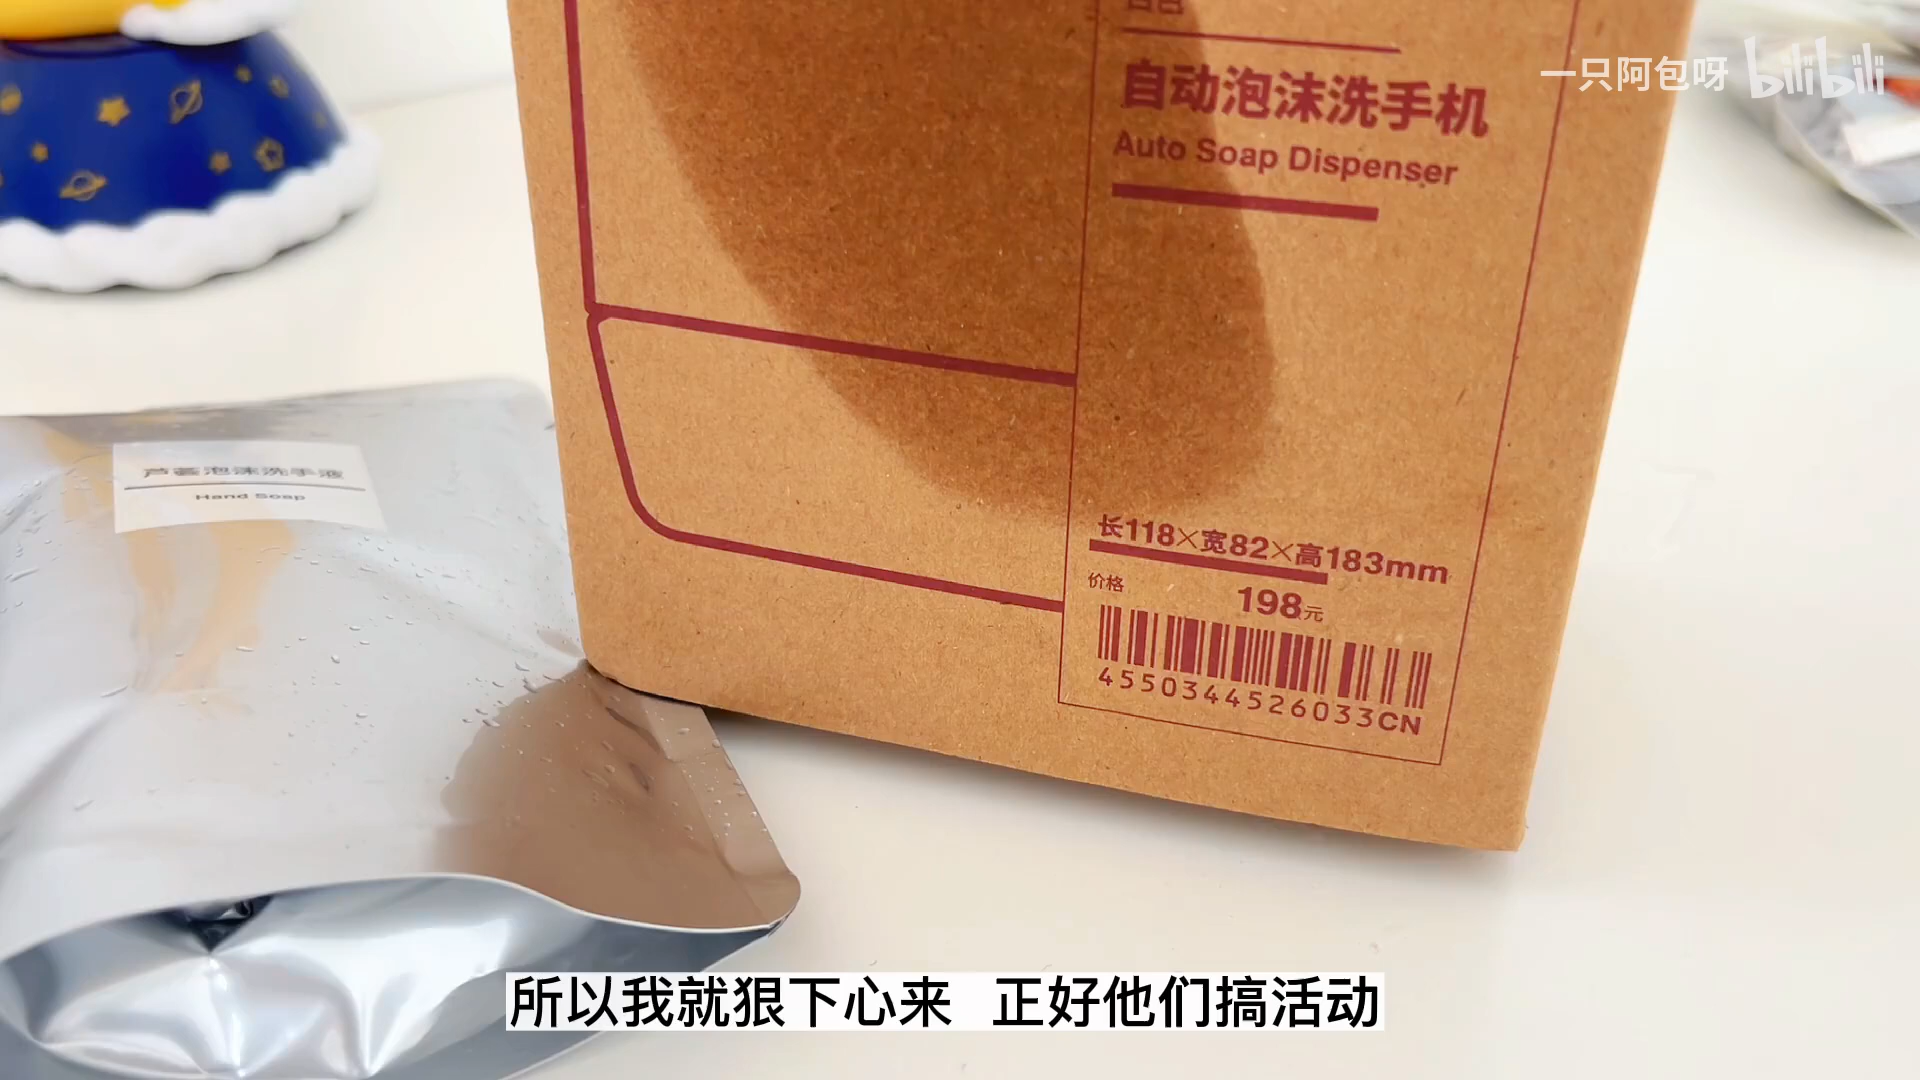 一只阿包呀 bilibili
自动泡沫洗手机
Auto Soap Dispenser
长118×宽82×高183mm
价格
198元
4550344526033CN
芦荟泡沫洗手液
Hand Soap
所以我就狠下心来 正好他们搞活动